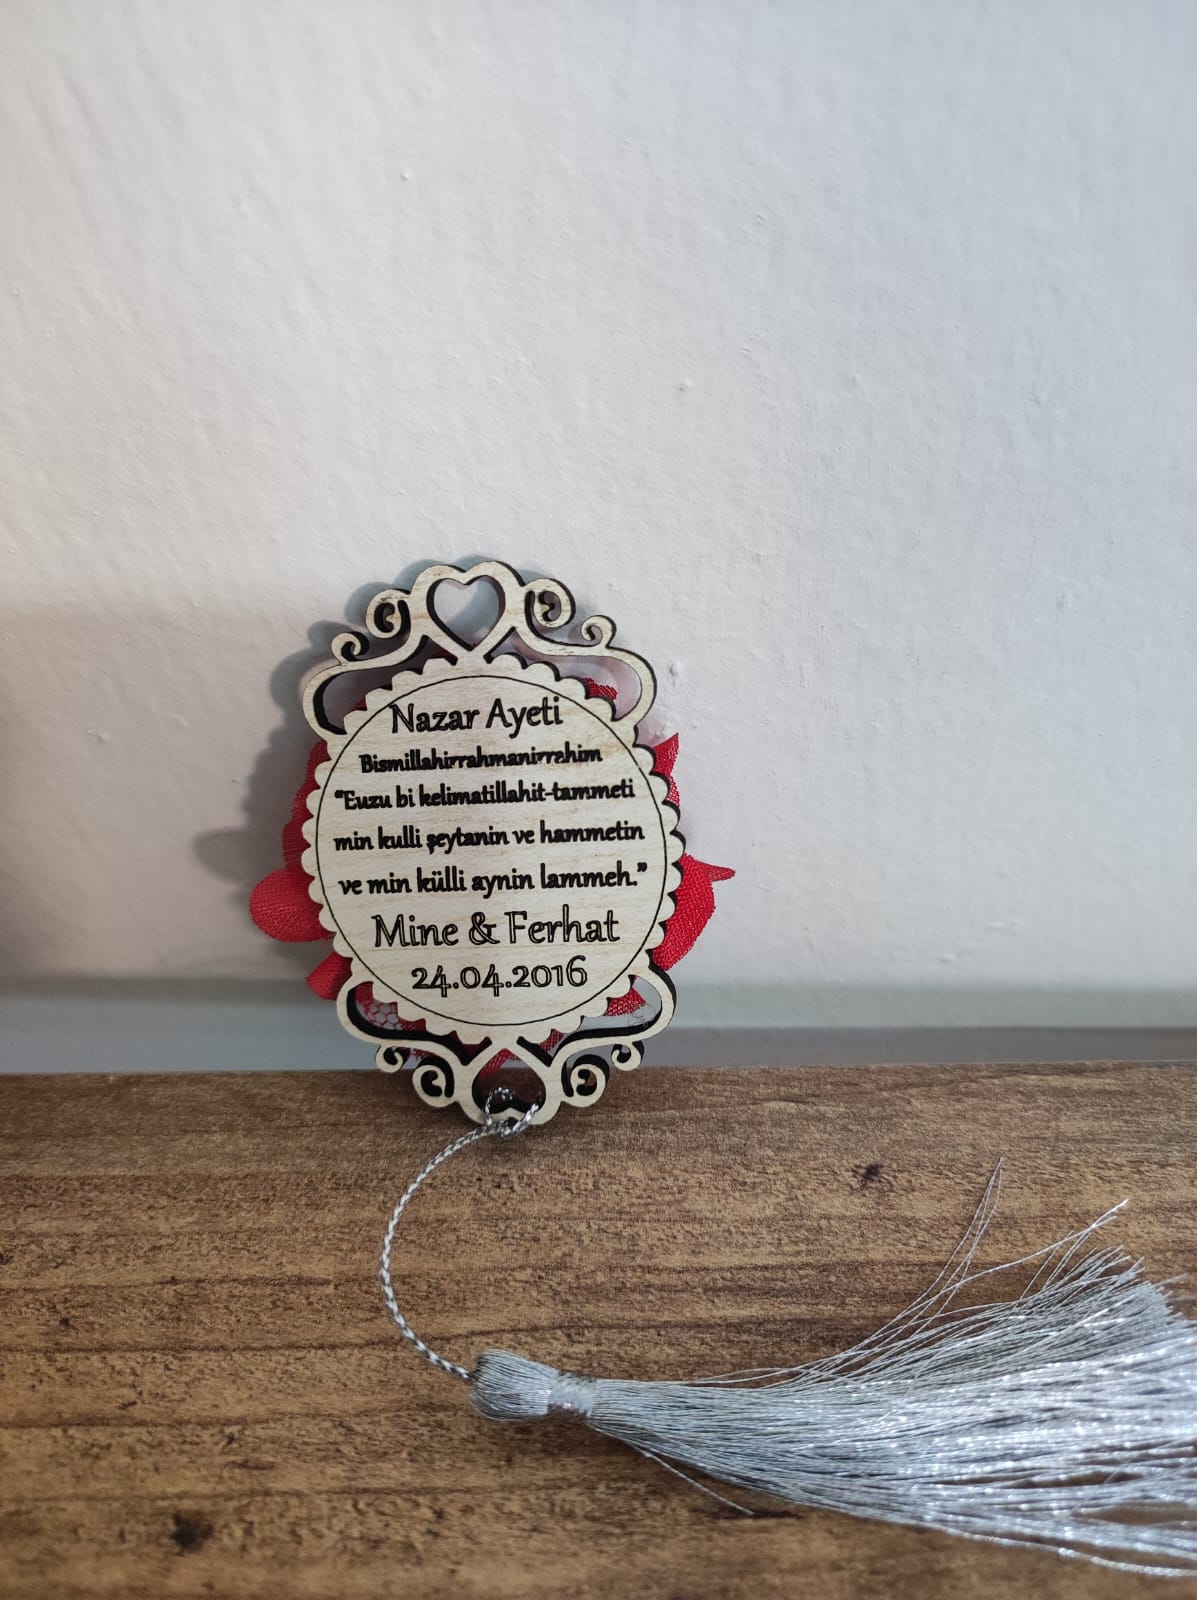 Nazar Ayeti
Bismillahirrahmanirrahim
“Euzu bi kelimatillahit-tammeti
min kulli şeytanin ve hammetin
ve min külli aynin lammeh.”
Mine & Ferhat
24.04.2016